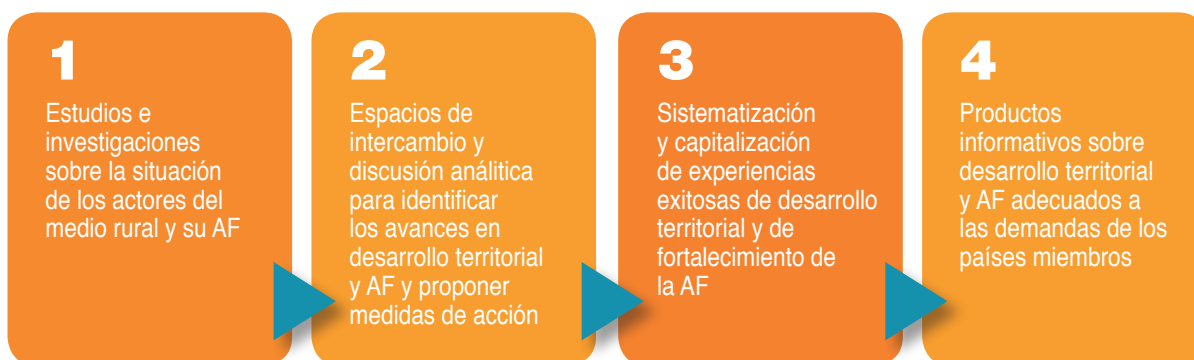 1
Estudios e
investigaciones
sobre la situación
de los actores del
medio rural y su AF
2
Espacios de
intercambio y
discusión análitica
para identificar
los avances en
desarrollo territorial
y AF y proponer
medidas de acción
3
Sistematización
y capitalización
de experiencias
exitosas de desarrollo
territorial y de
fortalecimiento de
la AF
4
Productos
informativos sobre
desarrollo territorial
y AF adecuados a
las demandas de los
países miembros